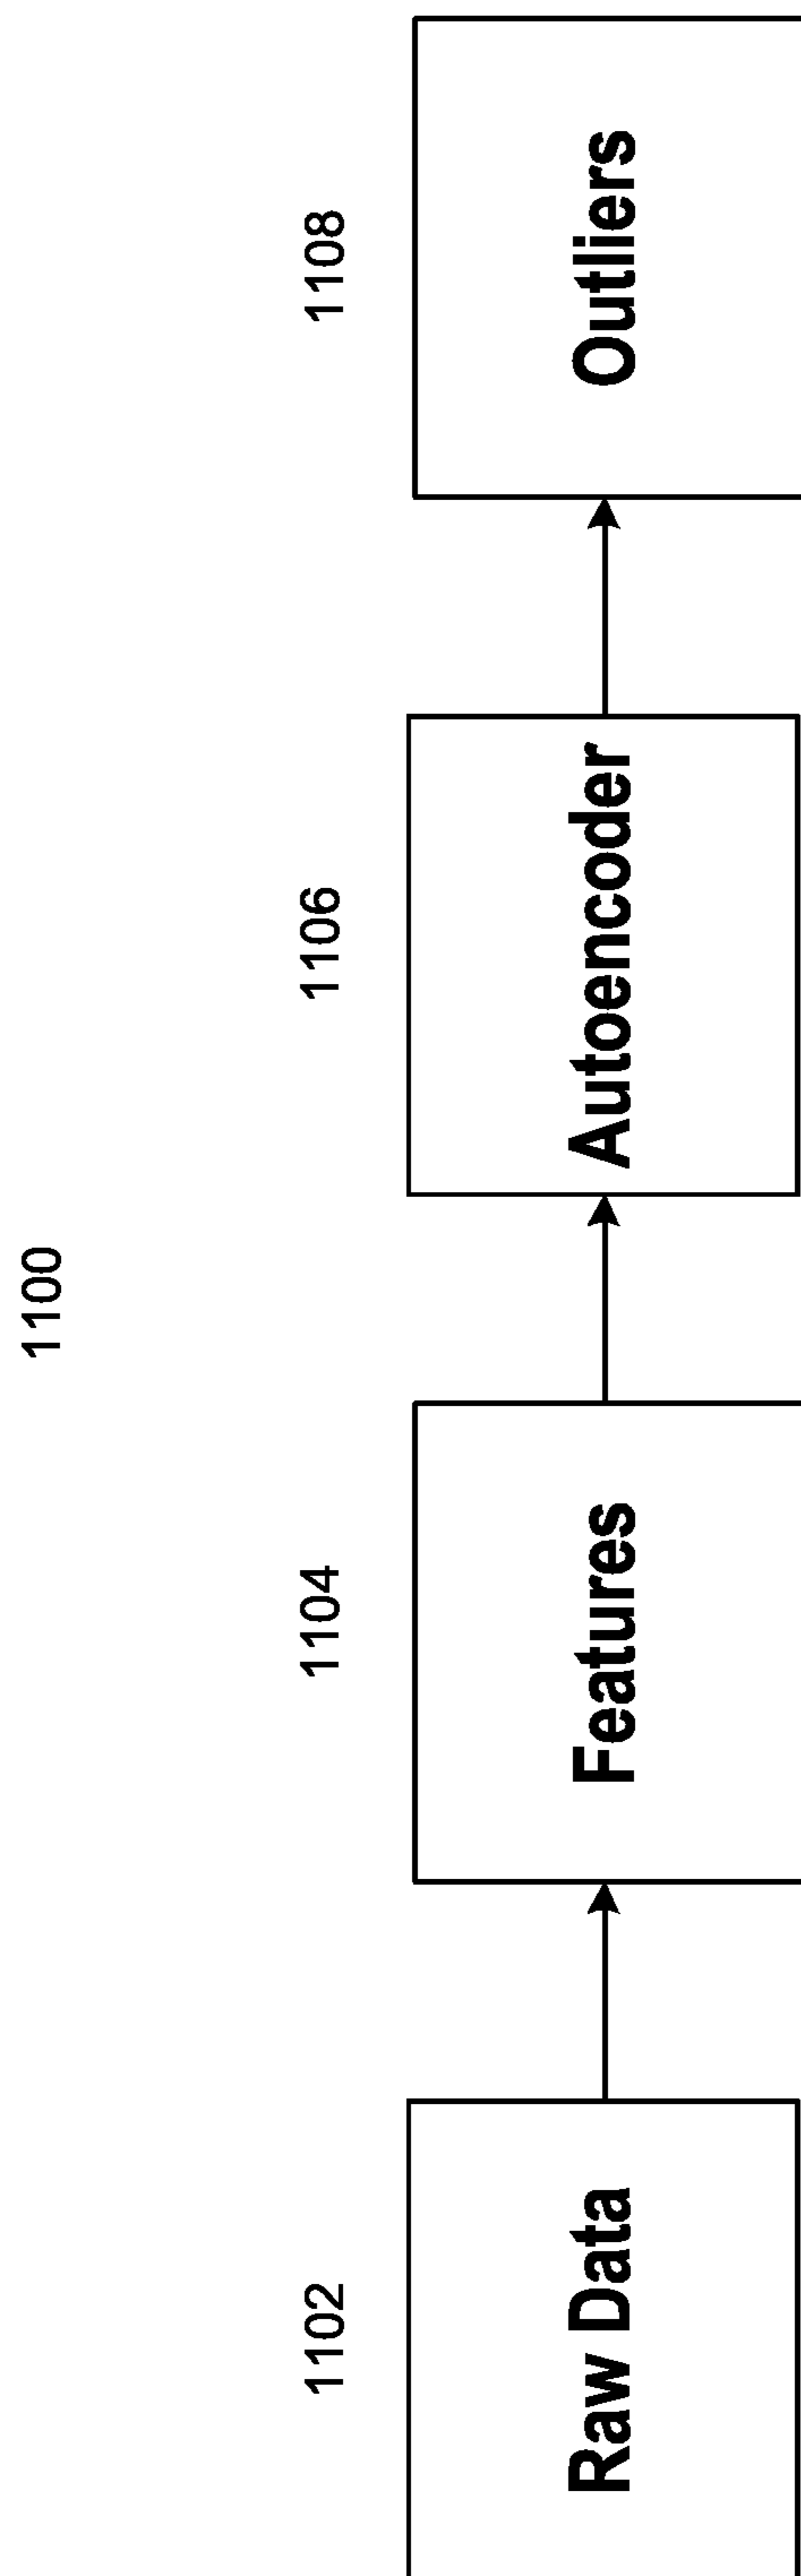 1100
1102
1104
1106
1108
Raw Data
Features
Autoencoder
Outliers